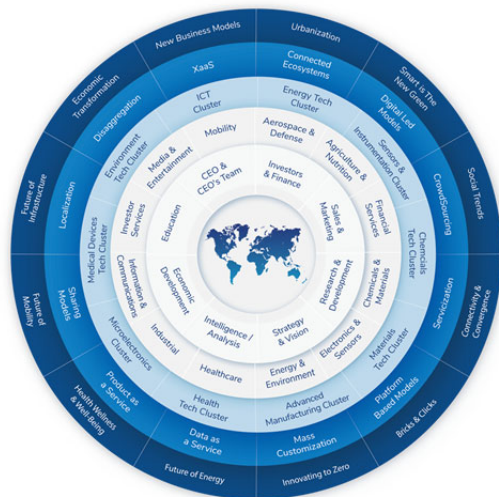 New Business Models
Urbanization
Smart is The
New Green
Social Trends
Connectivity &
Convergence
Bricks & Clicks
Innovating to Zero
Future of Energy
Health Wellness
& Well-Being
Future of
Mobility
Future of
Infrastructure
Economic
Transformation
XaaS
Connected
Ecosystems
Digital Led
Models
CrowdSourcing
Servicization
Platform
Based Models
Mass
Customization
Data as
a Service
Product as
a Service
Sharing
Models
Localization
Disaggregation
ICT
Cluster
Energy Tech
Cluster
Sensors &
Instrumentation Cluster
Chemcials
Tech Cluster
Materials
Tech Cluster
Advanced
Manufacturing Cluster
Health
Tech Cluster
Microelectronics
Cluster
Medical Devices
Tech Cluster
Environment
Tech Cluster
Mobility
Aerospace &
Defense
Agriculture &
Nutrition
Financial
Services
Chemicals &
Materials
Electronics &
Sensors
Energy &
Environment
Healthcare
Industrial
Information &
Communications
Investor
Services
Media &
Entertainment
CEO &
CEO's Team
Investors
& Finance
Sales &
Marketing
Research &
Development
Strategy
& Vision
Intelligence /
Analysis
Economic
Development
Education